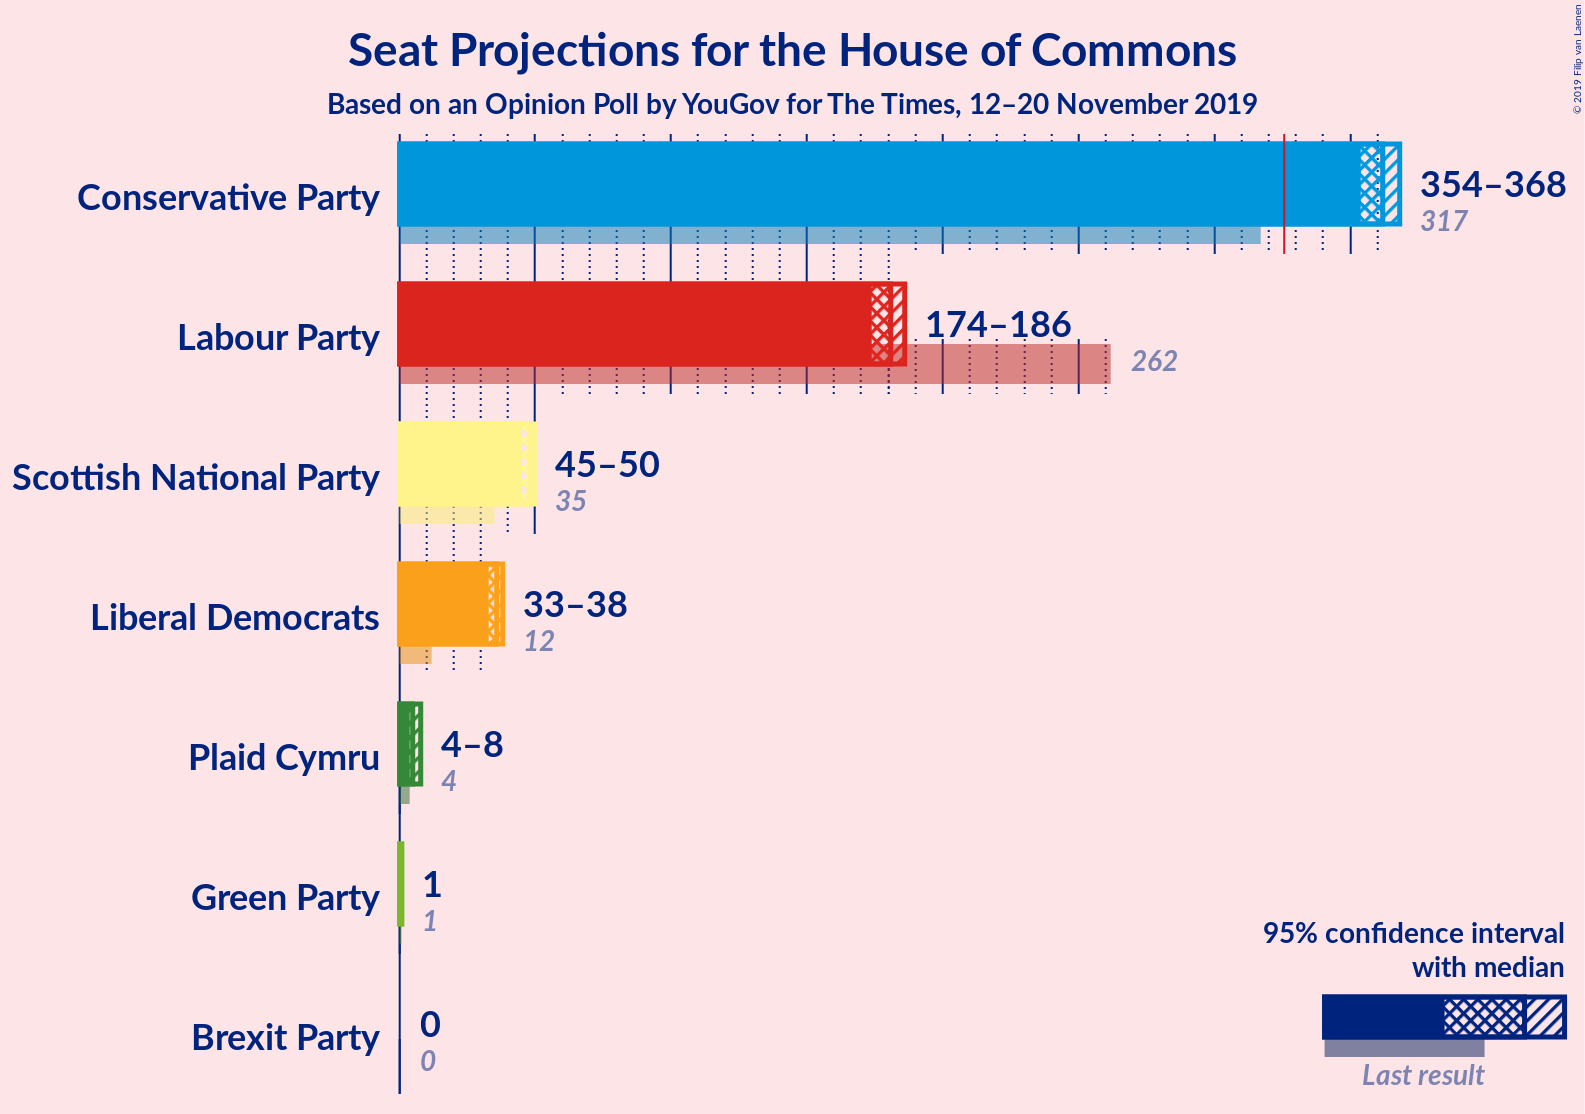 Seat Projections for the House of Commons
Based on an Opinion Poll by YouGov for The Times, 12–20 November 2019
© 2019 Filip van Laenen
Conservative Party
354–368
317
Labour Party
174–186
262
Scottish National Party
45–50
35
Liberal Democrats
33–38
12
Plaid Cymru
4–8
4
Green Party
1
1
Brexit Party
0
0
95% confidence interval
with median
Last result